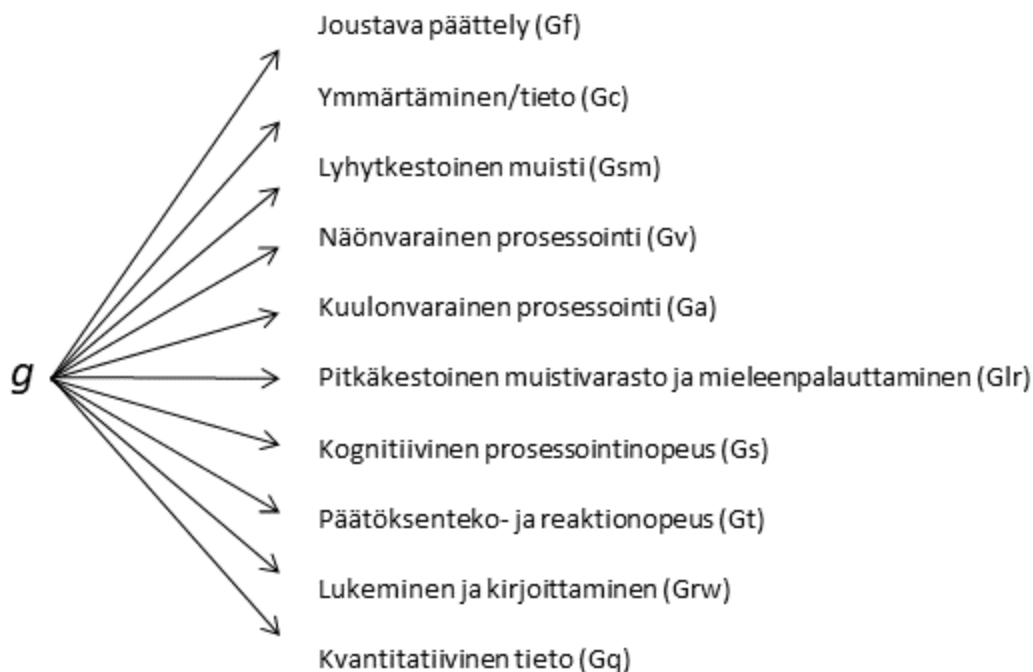 Joustava päättely (Gf)
Ymmärtäminen/tieto (Gc)
Lyhytkestoinen muisti (Gsm)
Näönvarainen prosessointi (Gv)
Kuulonvarainen prosessointi (Ga)
g
Pitkäkestoinen muistivarasto ja mieleenpalauttaminen (Glr)
Kognitiivinen prosessointinopeus (Gs)
Päätöksenteko- ja reaktionopeus (Gt)
Lukeminen ja kirjoittaminen (Grw)
Kvantitatiivinen tieto (Gq)